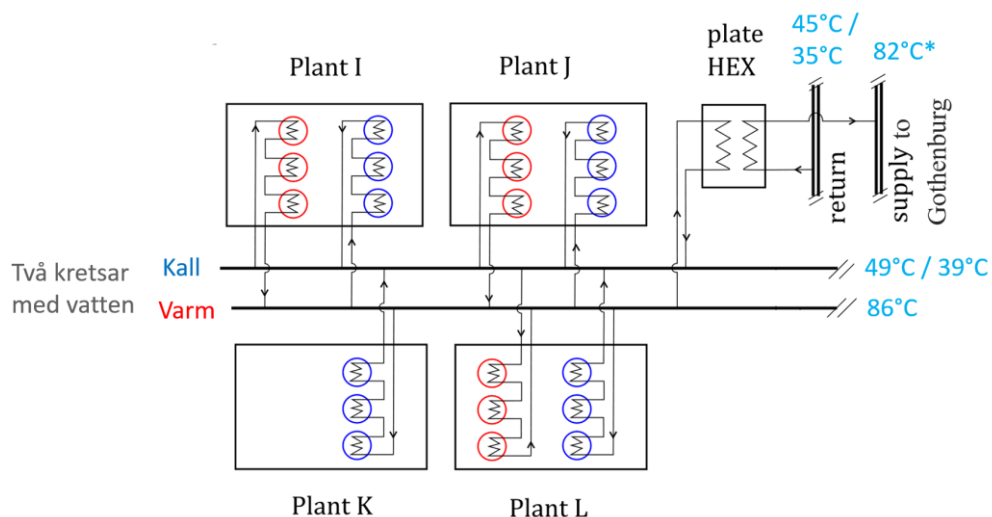 Plant I
Plant J
plate
HEX
45°C /
35°C
82°C*
return
supply to
Gothenburg
Två kretsar
med vatten
Kall
Varm
49°C / 39°C
86°C
Plant K
Plant L